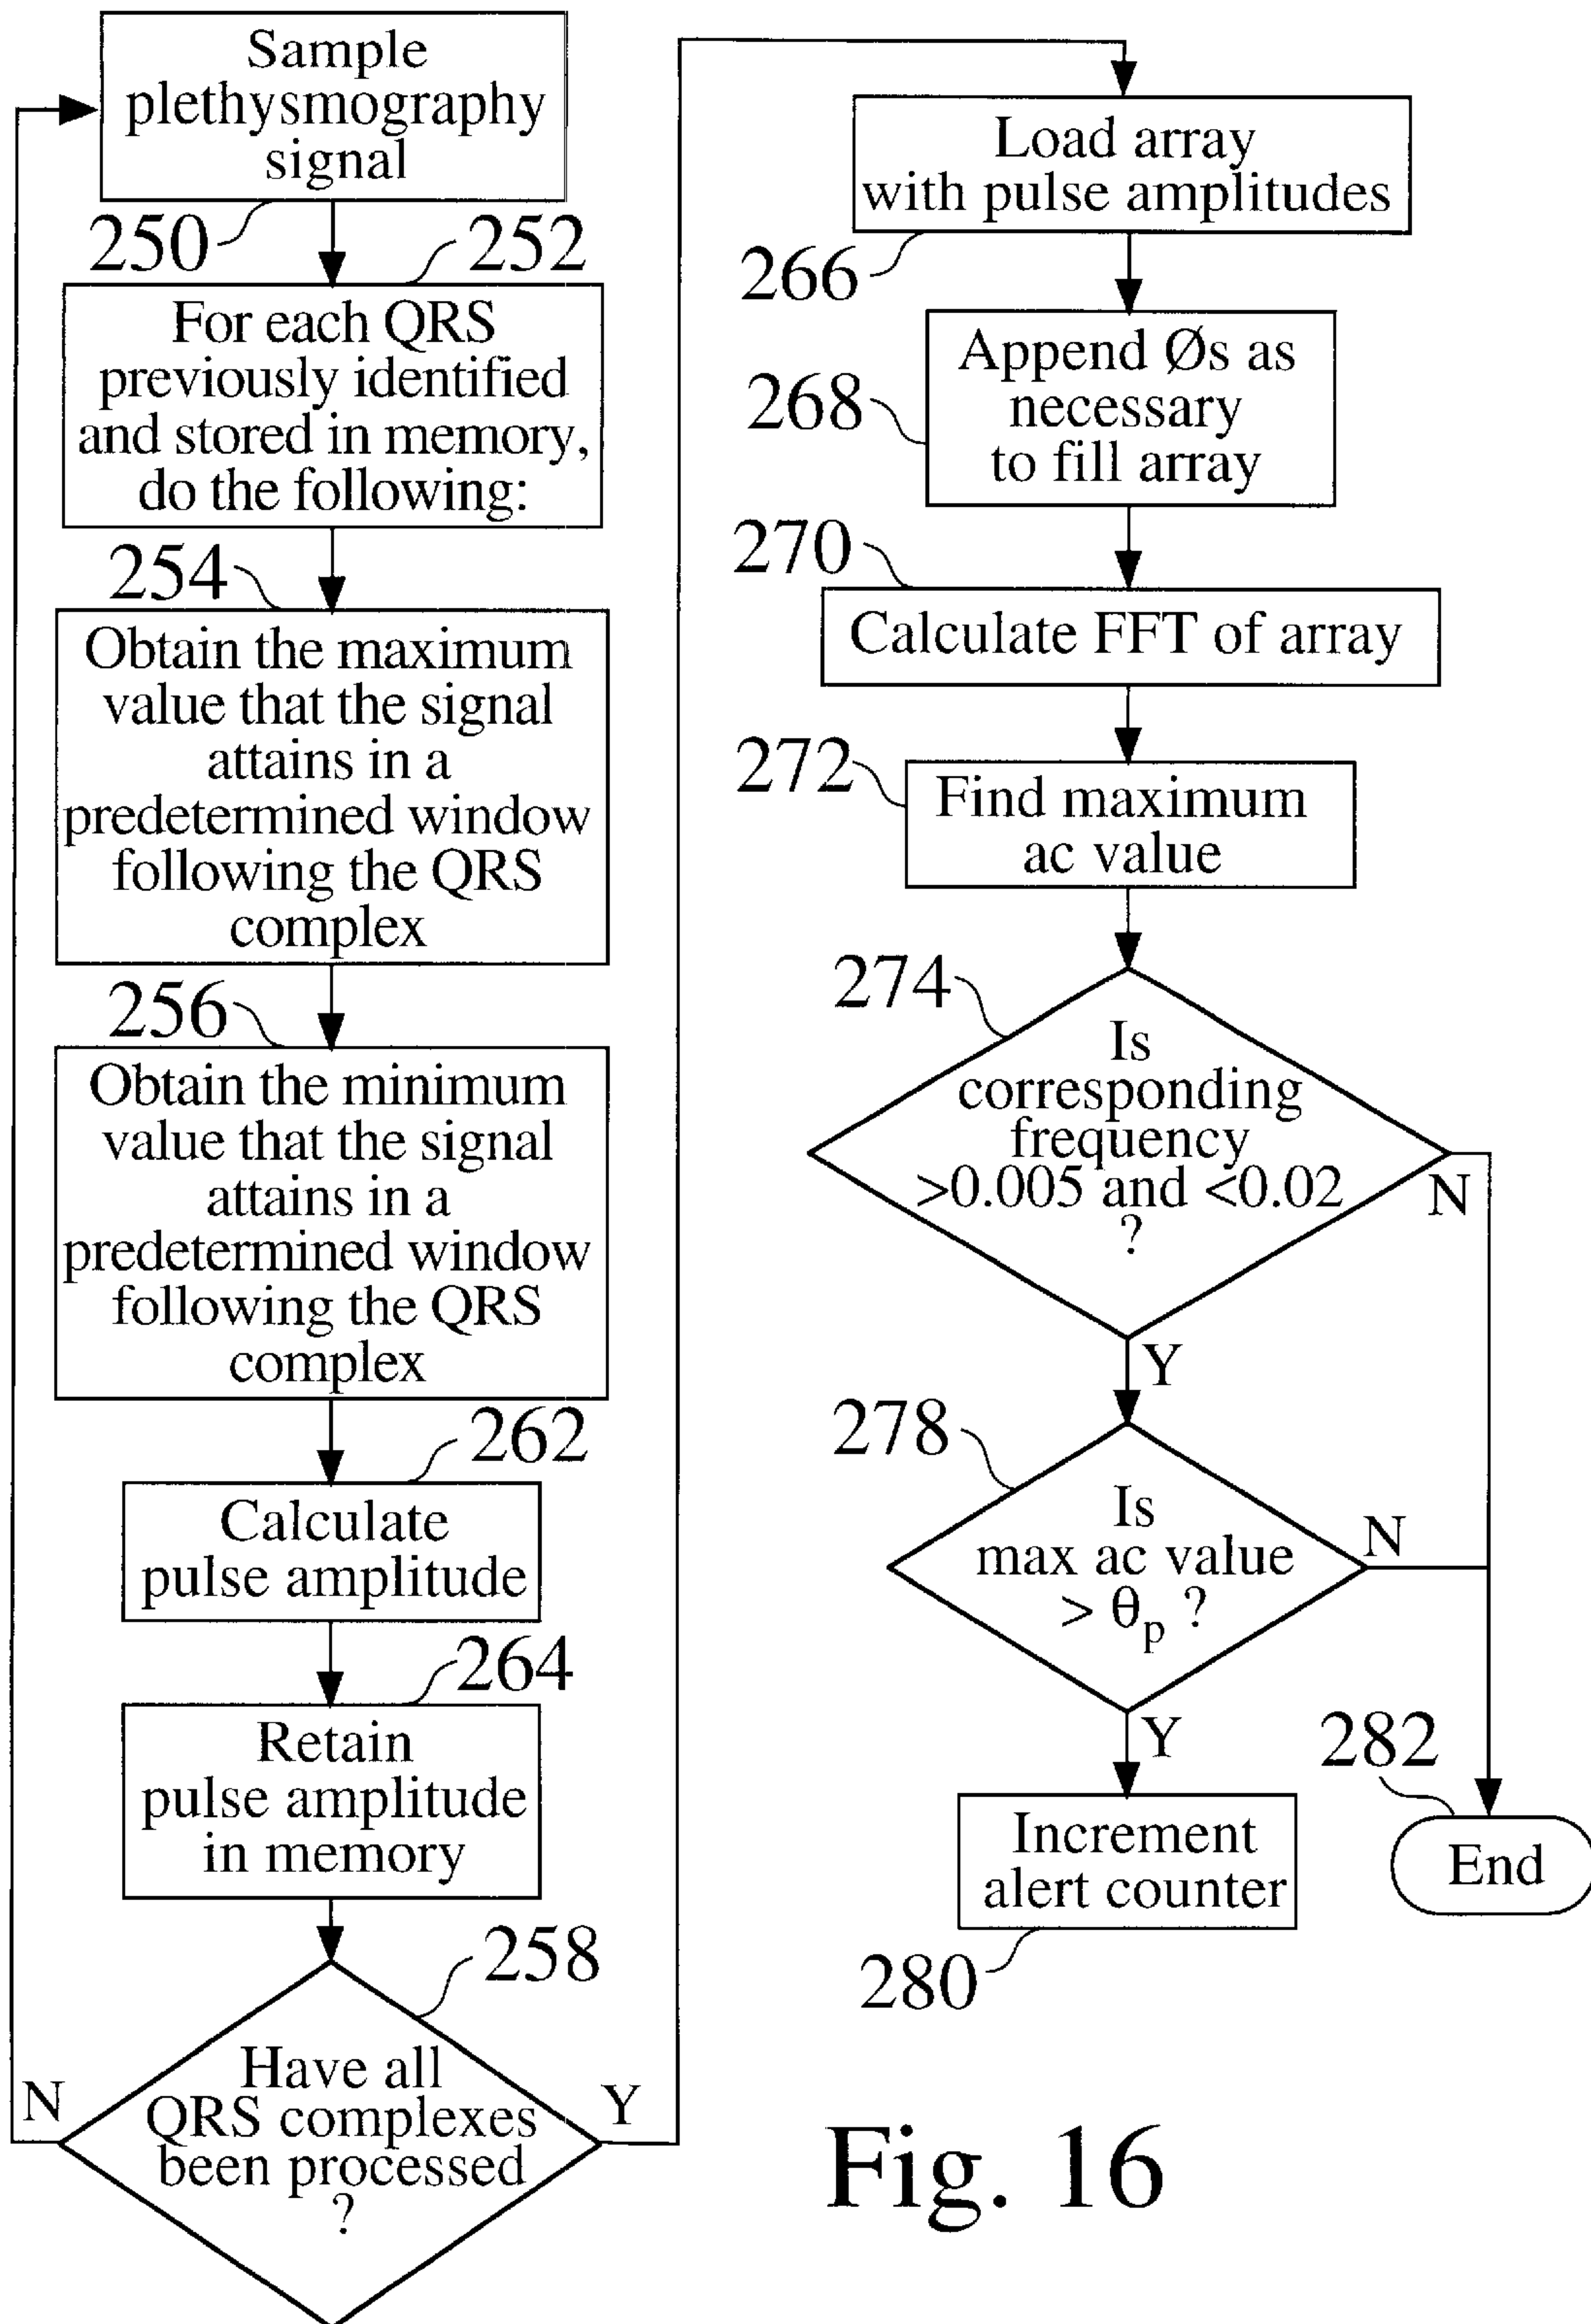 Sample
plethysmography
signal
250
252
For each QRS
previously identified
and stored in memory,
do the following:
254
Obtain the maximum
value that the signal
attains in a
predetermined window
following the QRS
complex
256
Obtain the minimum
value that the signal
attains in a
predetermined window
following the QRS
complex
262
Calculate
pulse amplitude
264
Retain
pulse amplitude
in memory
258
Have all
QRS complexes
been processed
?
N
Y
Load array
with pulse amplitudes
266
268
Append Øs as
necessary
to fill array
270
Calculate FFT of array
272
Find maximum
ac value
274
Is
corresponding
frequency
>0.005 and <0.02
?
N
Y
278
Is
max ac value
> θp ?
N
Y
282
Increment
alert counter
End
280
Fig. 16